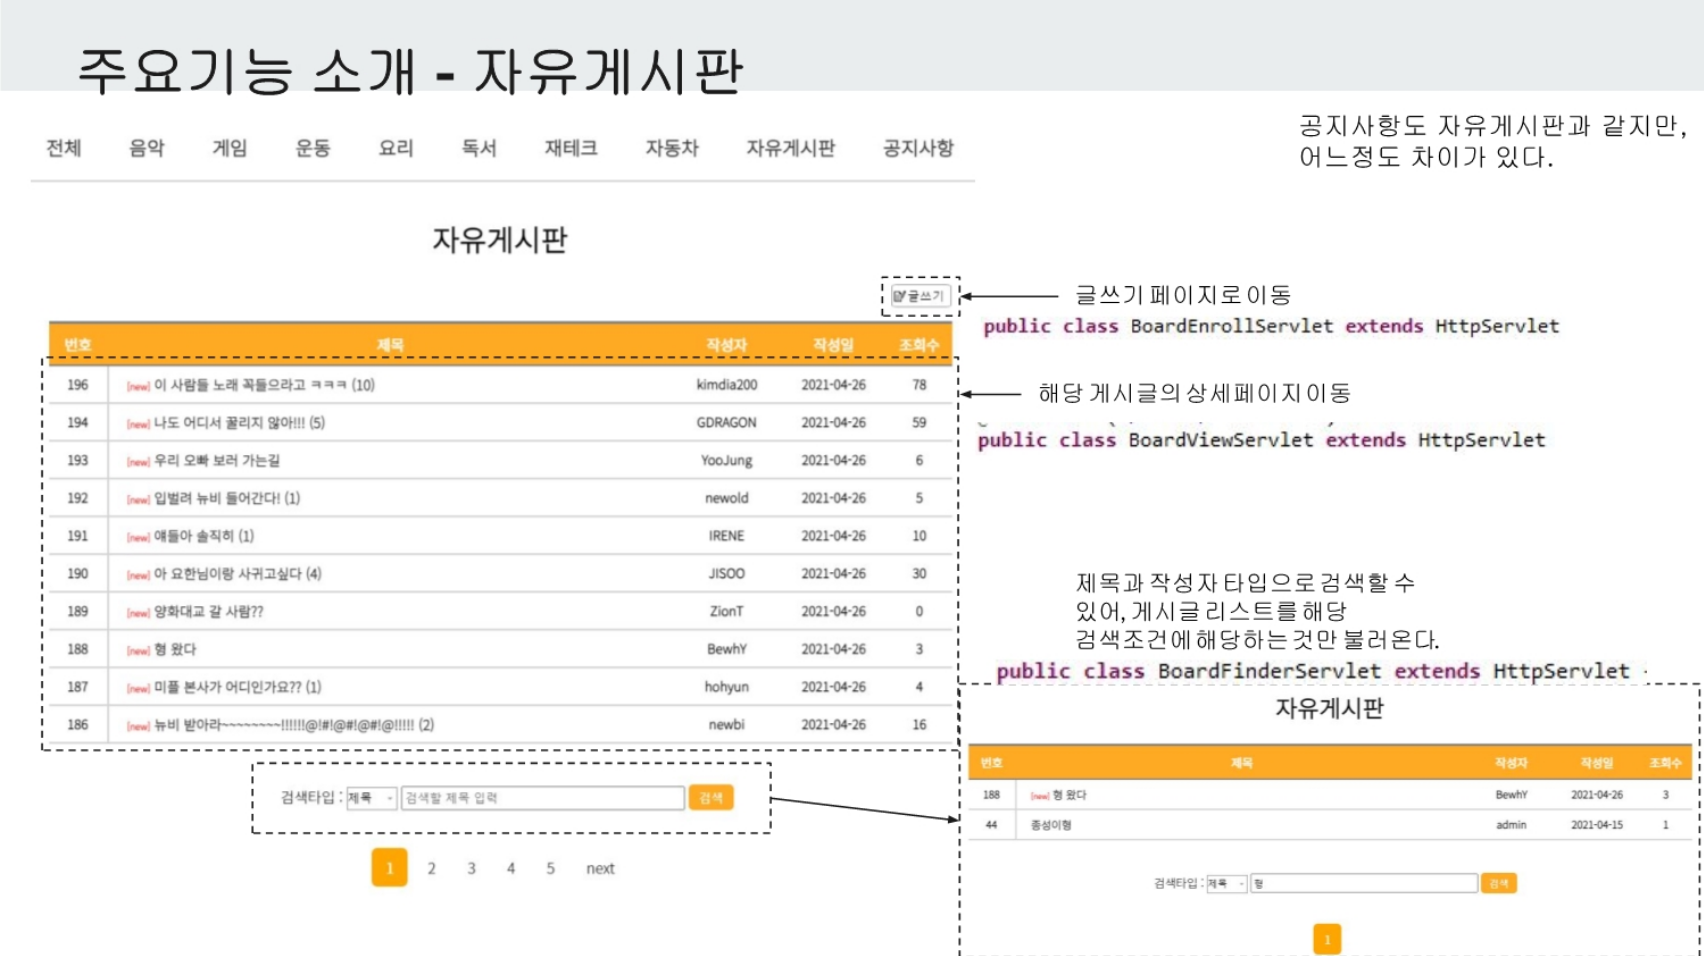 주요기능 소개 - 자유게시판
공지사항도 자유게시판과 같지만,
어느정도 차이가 있다.
전체 음악 게임 운동 요리 독서 재테크 자동차 자유게시판 공지사항
자유게시판
글쓰기
글쓰기 페이지로 이동
public class BoardEnrollServlet extends HttpServlet
번호 제목 작성자 작성일 조회수
196 [new] 이 사람들 노래 꼭들으라고 ㅋㅋㅋ (10) kimdia200 2021-04-26 78
194 [new] 나도 어디서 꿀리지 않아!!! (5) GDRAGON 2021-04-26 59
193 [new] 우리 오빠 보러 가는길 YooJung 2021-04-26 6
192 [new] 입벌려 뉴비 들어간다! (1) newold 2021-04-26 5
191 [new] 얘들아 솔직히 (1) IRENE 2021-04-26 10
190 [new] 아 요한님이랑 사귀고싶다 (4) JISOO 2021-04-26 30
189 [new] 양화대교 갈 사람?? ZionT 2021-04-26 0
188 [new] 형 왔다 BewhY 2021-04-26 3
187 [new] 미플 본사가 어디인가요?? (1) hohyun 2021-04-26 4
186 [new] 뉴비 받아라~~~~~~~~!!!!!!@!#!@#!@#!@!!!!! (2) newbi 2021-04-26 16
해당 게시글의 상세페이지 이동
public class BoardViewServlet extends HttpServlet
검색타입 : 제목 검색할 제목 입력 검색
1 2 3 4 5 next
제목과 작성자 타입으로 검색할 수
있어, 게시글 리스트를 해당
검색조건에 해당하는 것만 불러온다.
public class BoardFinderServlet extends HttpServlet
자유게시판
번호 제목 작성자 작성일 조회수
188 [new] 형 왔다 BewhY 2021-04-26 3
44 종성이형 admin 2021-04-15 1
검색타입 : 제목 형 검색
1